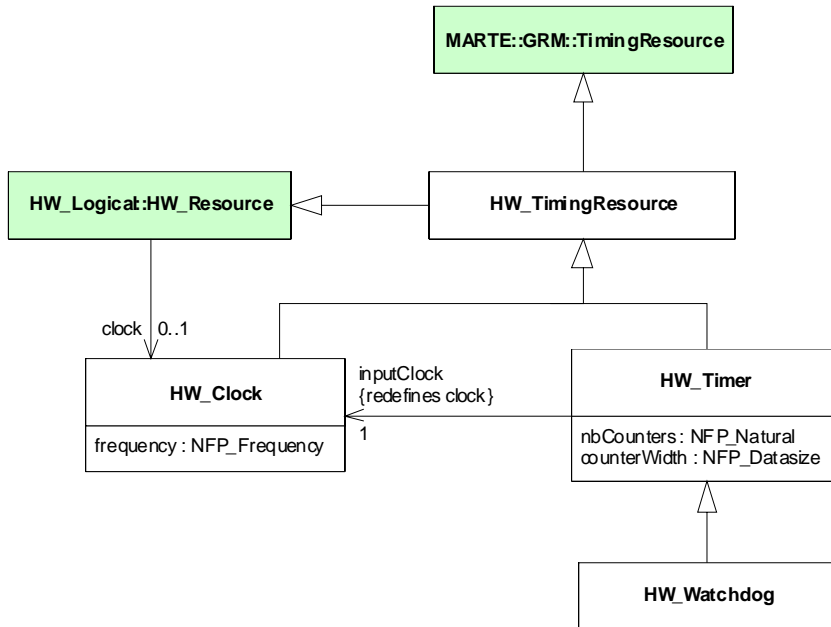 MARTE::GRM::TimingResource
HW_Logical::HW_Resource
HW_TimingResource
clock 0..1
HW_Clock
frequency : NFP_Frequency
inputClock
{redefines clock}
1
HW_Timer
nbCounters : NFP_Natural
counterWidth : NFP_Datasize
HW_Watchdog